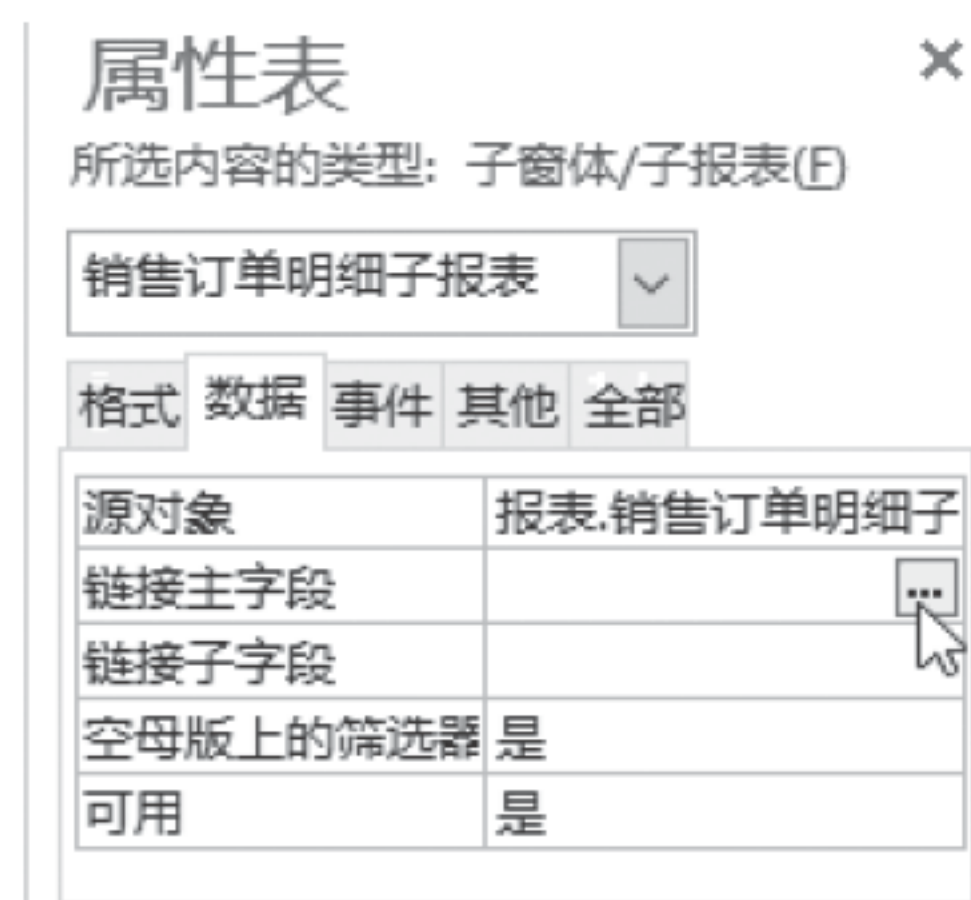 属性表
所选内容的类型: 子窗体/子报表(F)
销售订单明细子报表
格式 数据 事件 其他 全部
源对象 报表.销售订单明细子
链接主字段 ...
链接子字段
空母版上的筛选器 是
可用 是